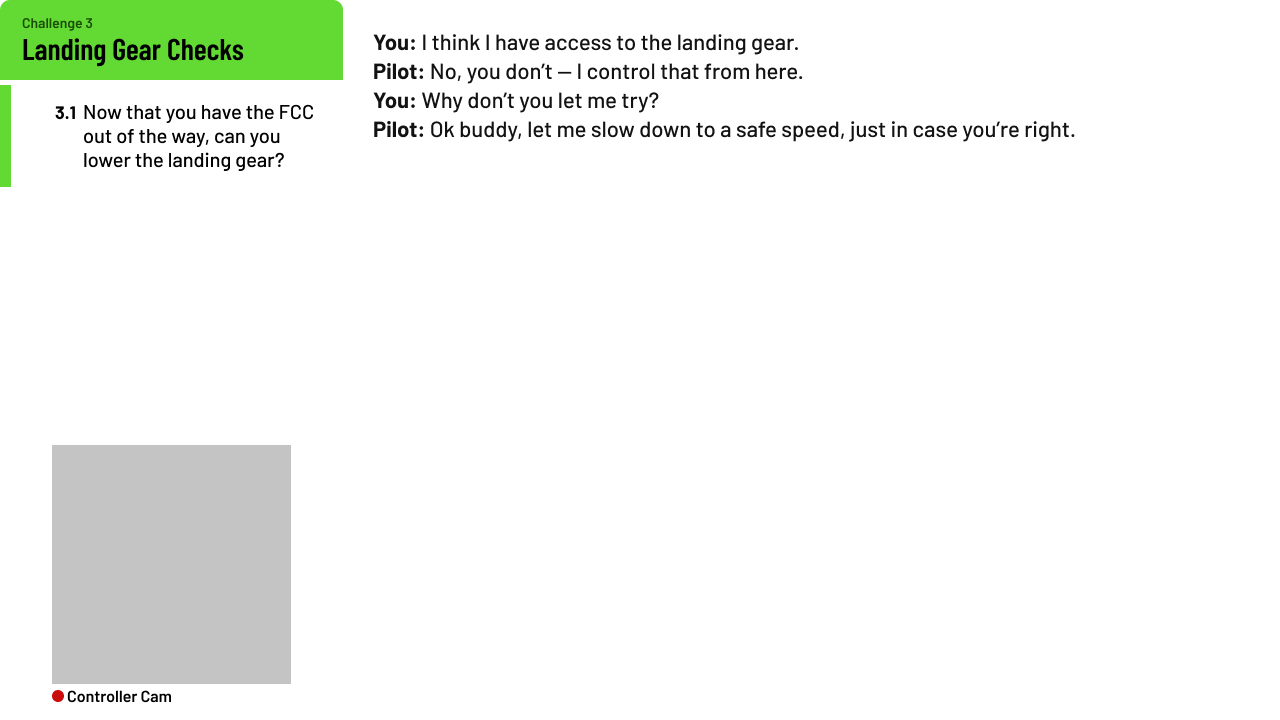 Challenge 3
Landing Gear Checks
3.1 Now that you have the FCC
out of the way, can you
lower the landing gear?
You: I think I have access to the landing gear.
Pilot: No, you don’t — I control that from here.
You: Why don’t you let me try?
Pilot: Ok buddy, let me slow down to a safe speed, just in case you’re right.
Controller Cam